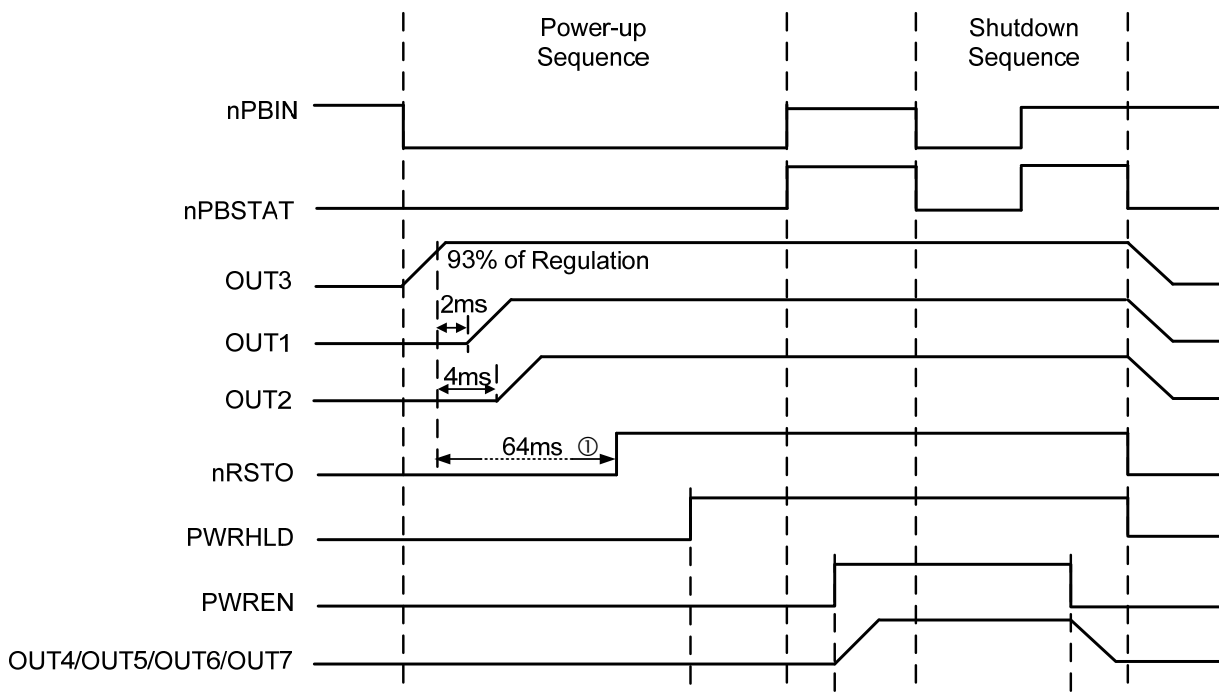 Power-up
Sequence
Shutdown
Sequence
nPBIN
nPBSTAT
93% of Regulation
OUT3
2ms
OUT1
4ms
OUT2
64ms ①
nRSTO
PWRHLD
PWREN
OUT4/OUT5/OUT6/OUT7